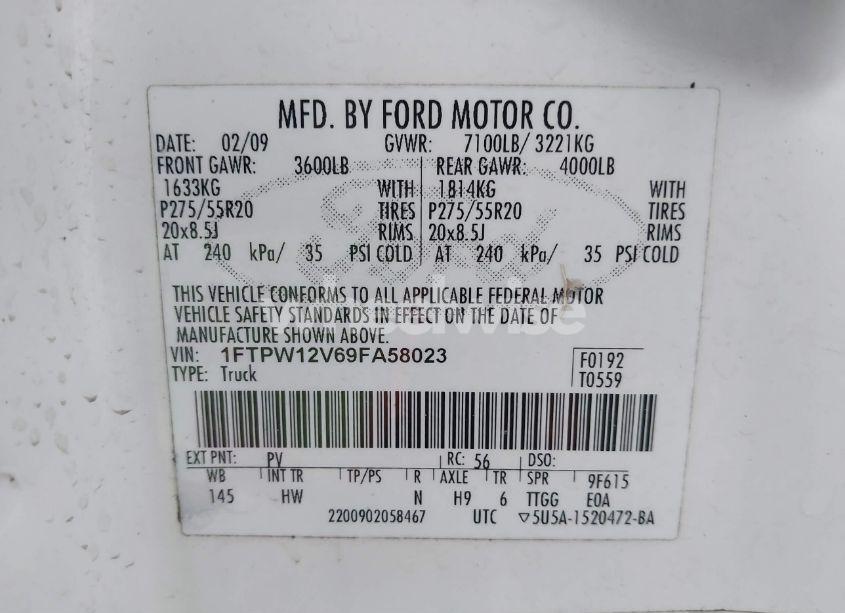 MFD. BY FORD MOTOR CO.
DATE: 02/09 GVWR: 7100LB/ 3221KG
FRONT GAWR: 3600LB REAR GAWR: 4000LB
1633KG WITH 1814KG WITH
P275/55R20 TIRES P275/55R20 TIRES
20x8.5J RIMS 20x8.5J RIMS
AT 240 kPa/ 35 PSI COLD AT 240 kPa/ 35 PSI COLD
THIS VEHICLE CONFORMS TO ALL APPLICABLE FEDERAL MOTOR
VEHICLE SAFETY STANDARDS IN EFFECT ON THE DATE OF
MANUFACTURE SHOWN ABOVE.
VIN: 1FTPW12V69FA58023 F0192
TYPE: Truck T0559
EXT PNT: PV RC: 56 DSO:
WB INT TR TP/PS R AXLE TR SPR 9F615
145 HW N H9 6 TTGG E0A
2200902058467 UTC ▽5U5A-1520472-BA